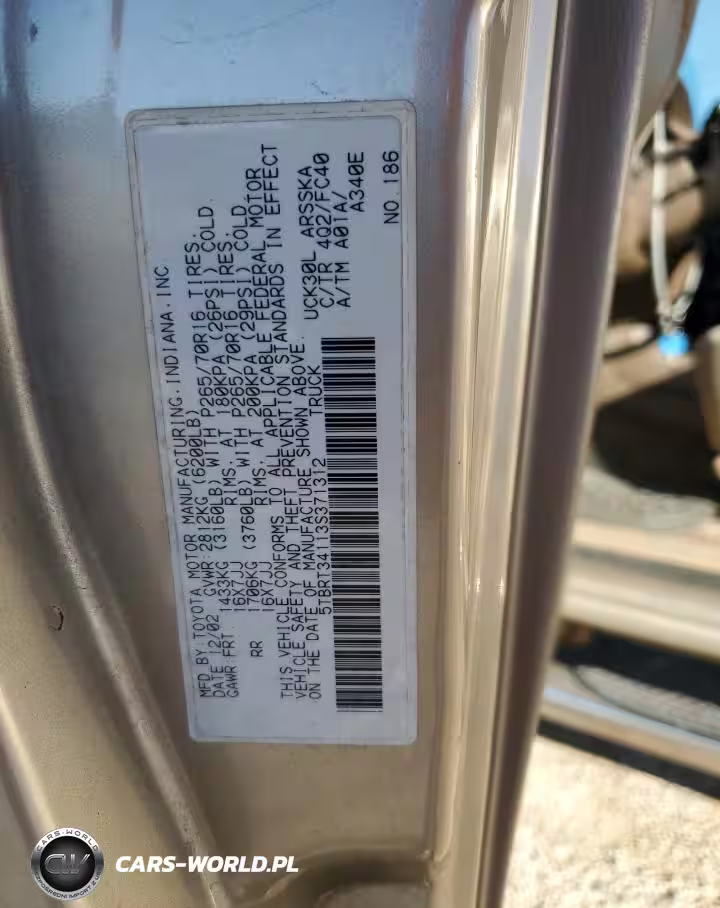 MFD BY: TOYOTA MOTOR MANUFACTURING.INDIANA.INC
DATE 12/02 GVWR:2812KG (6200LB)
GAWR:FRT. 1433KG (3160LB) WITH P265/70R16 TIRES.
16X7JJ RIMS. AT 180KPA (26PSI) COLD.
RR 1706KG (3760LB) WITH P265/70R16 TIRES.
16X7JJ RIMS. AT 200KPA (29PSI) COLD.
THIS VEHICLE CONFORMS TO ALL APPLICABLE FEDERAL MOTOR
VEHICLE SAFETY AND THEFT PREVENTION STANDARDS IN EFFECT
ON THE DATE OF MANUFACTURE SHOWN ABOVE.
5TBRT34113S371312 TRUCK
UCK30L ARSSKA
C/TR 4Q2/FC40
A/TM A01A/
A340E
NO. 186
CARS-WORLD
CW
CARS-WORLD.PL